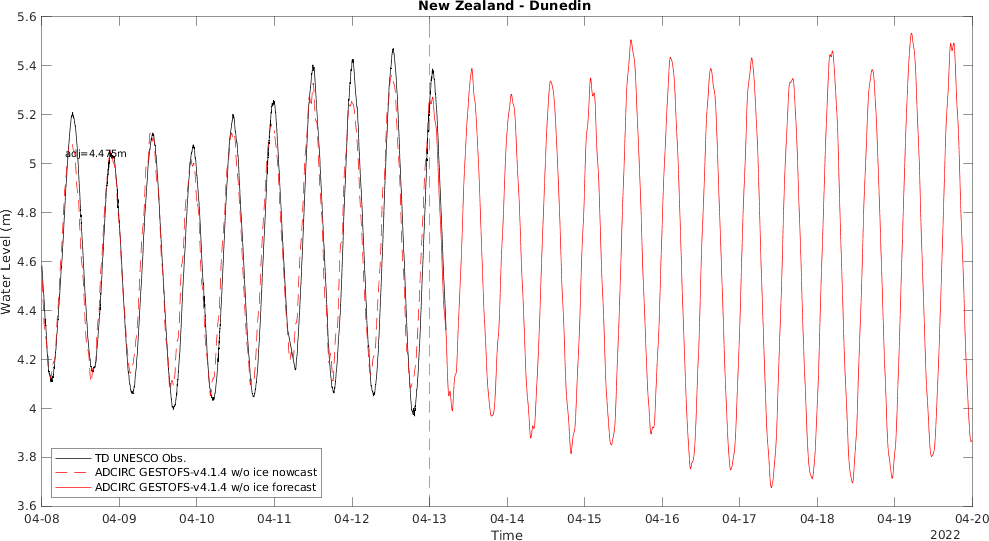 New Zealand - Dunedin
5.6
5.4
5.2
5
4.8
4.6
4.4
4.2
4
3.8
3.6
Water Level (m)
adj=4.475m
TD UNESCO Obs.
ADCIRC GESTOFS-v4.1.4 w/o ice nowcast
ADCIRC GESTOFS-v4.1.4 w/o ice forecast
04-08 04-09 04-10 04-11 04-12 04-13 04-14 04-15 04-16 04-17 04-18 04-19 04-20
Time
2022